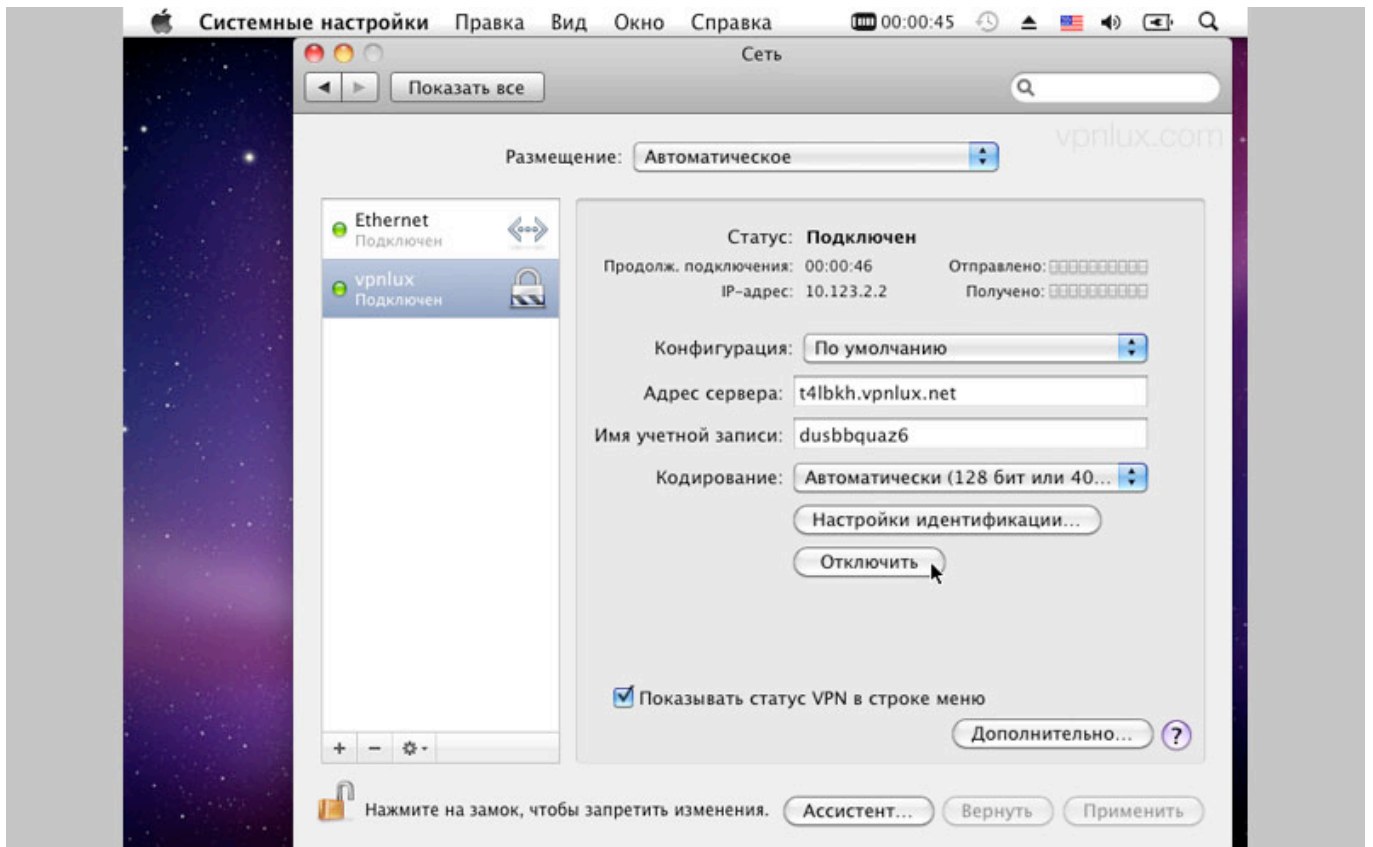 Системные настройки Правка Вид Окно Справка 00:00:45
Сеть
Показать все
vpnlux.com
Размещение: Автоматическое
Ethernet
Подключен
vpnlux
Подключен
Статус: Подключен
Продолж. подключения: 00:00:46 Отправлено:
IP-адрес: 10.123.2.2 Получено:
Конфигурация: По умолчанию
Адрес сервера: t4lbkh.vpnlux.net
Имя учетной записи: dusbbquaz6
Кодирование: Автоматически (128 бит или 40...
Настройки идентификации...
Отключить
Показывать статус VPN в строке меню
Дополнительно... ?
Нажмите на замок, чтобы запретить изменения. Ассистент... Вернуть Применить